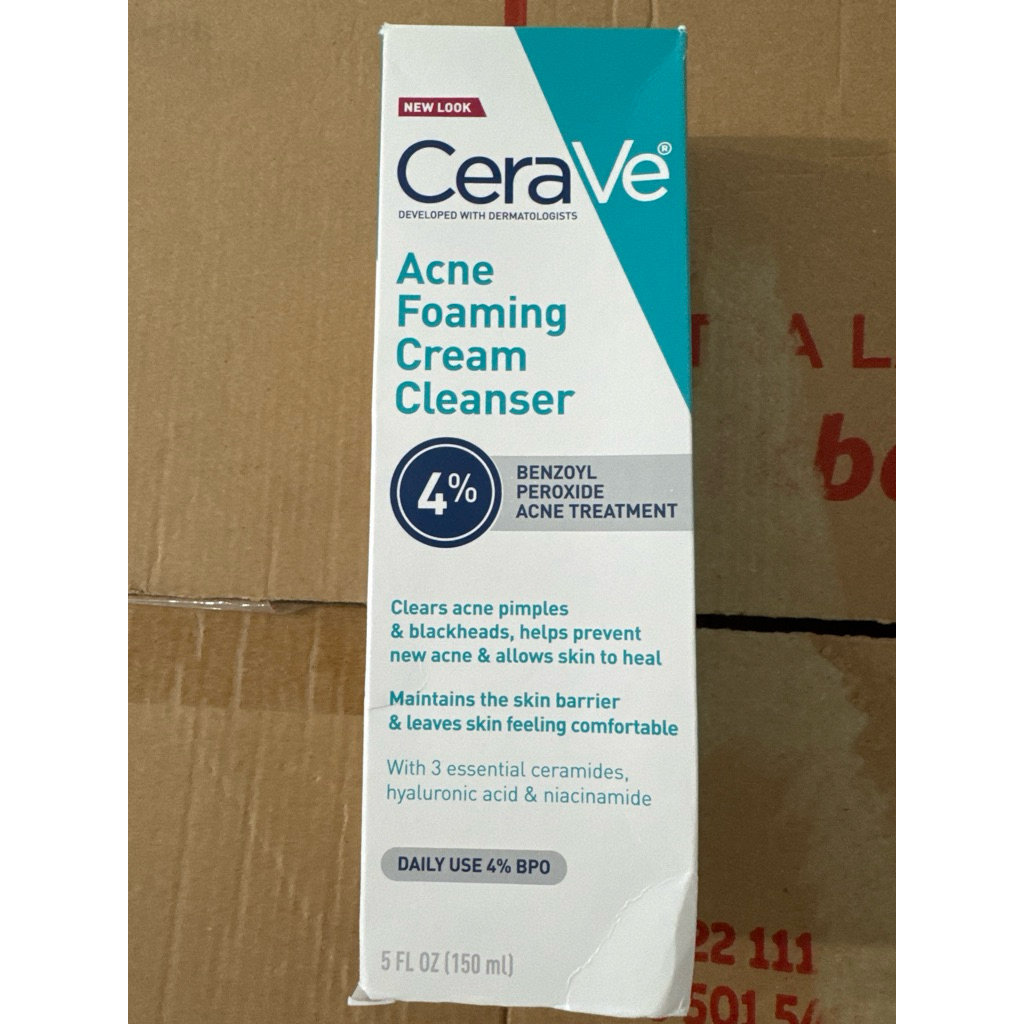 NEW LOOK
CeraVe®
DEVELOPED WITH DERMATOLOGISTS
Acne
Foaming
Cream
Cleanser
4%
BENZOYL
PEROXIDE
ACNE TREATMENT
Clears acne pimples
& blackheads, helps prevent
new acne & allows skin to heal
Maintains the skin barrier
& leaves skin feeling comfortable
With 3 essential ceramides,
hyaluronic acid & niacinamide
DAILY USE 4% BPO
5 FL OZ (150 ml)
22 111